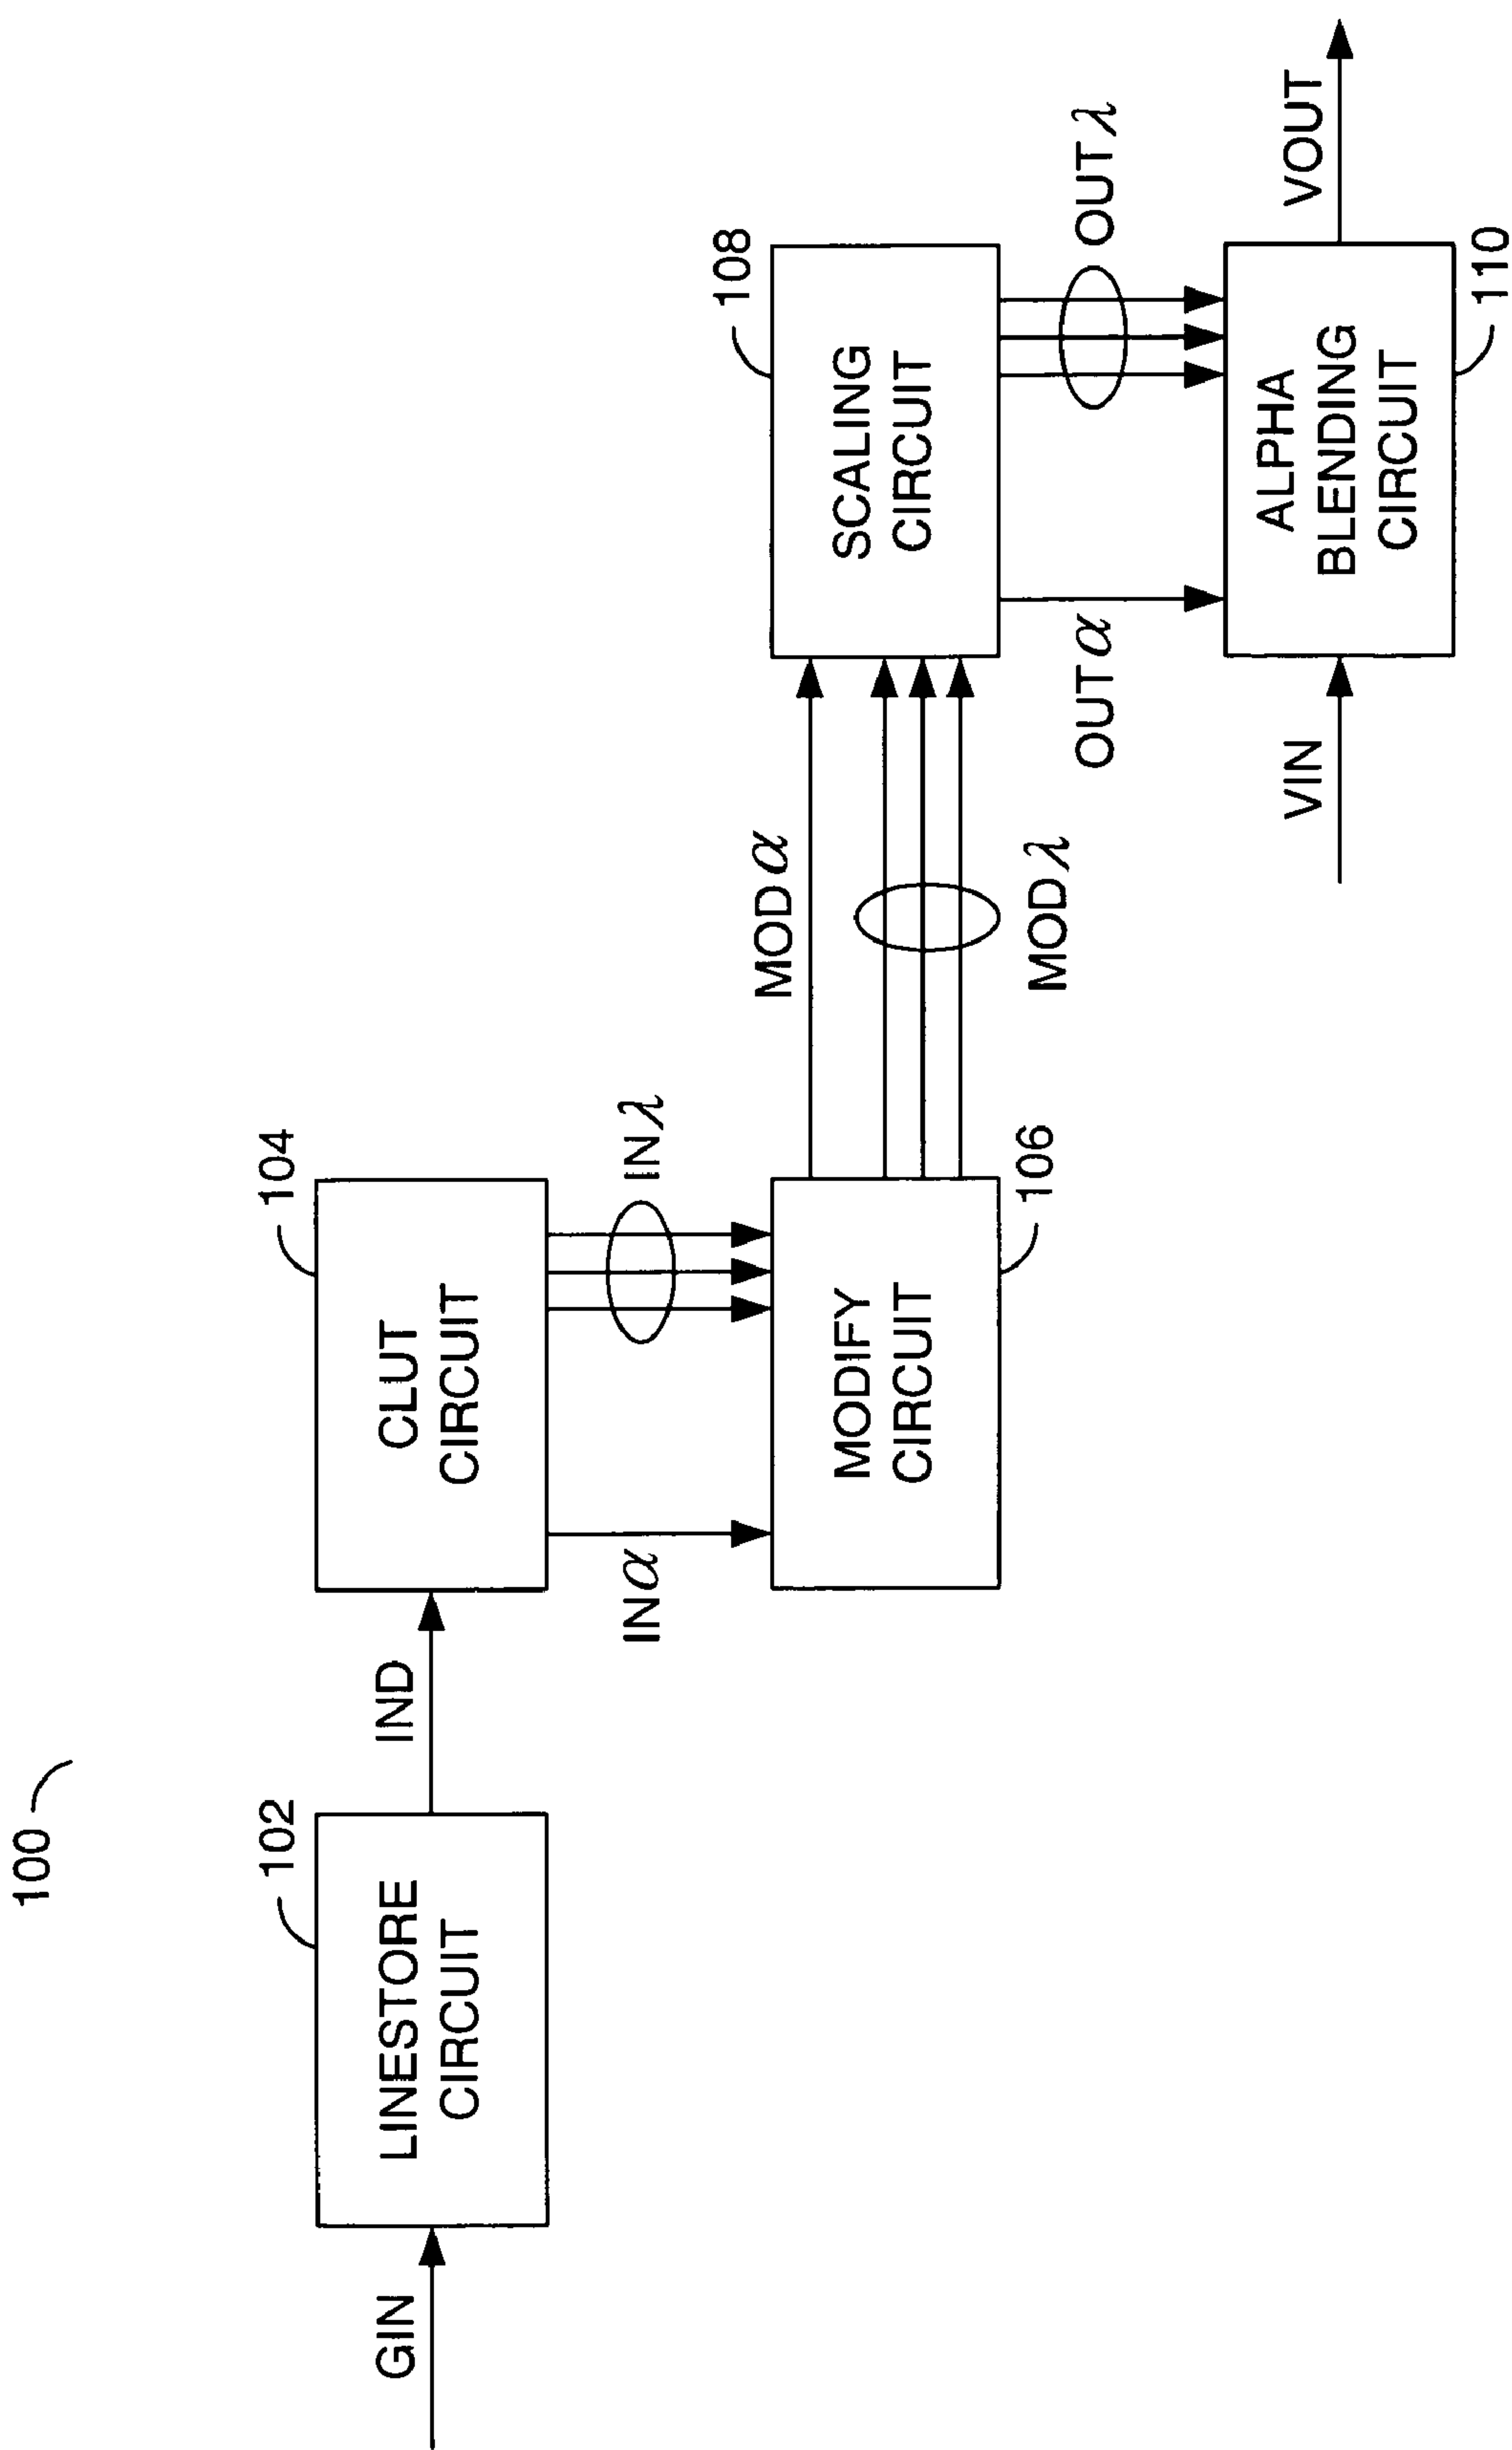 100
102
LINESTORE
CIRCUIT
GIN
IND
104
CLUT
CIRCUIT
INα
INλ
MODIFY
CIRCUIT
106
MODα
MODλ
108
SCALING
CIRCUIT
OUTα
OUTλ
VIN
ALPHA
BLENDING
CIRCUIT
VOUT
110